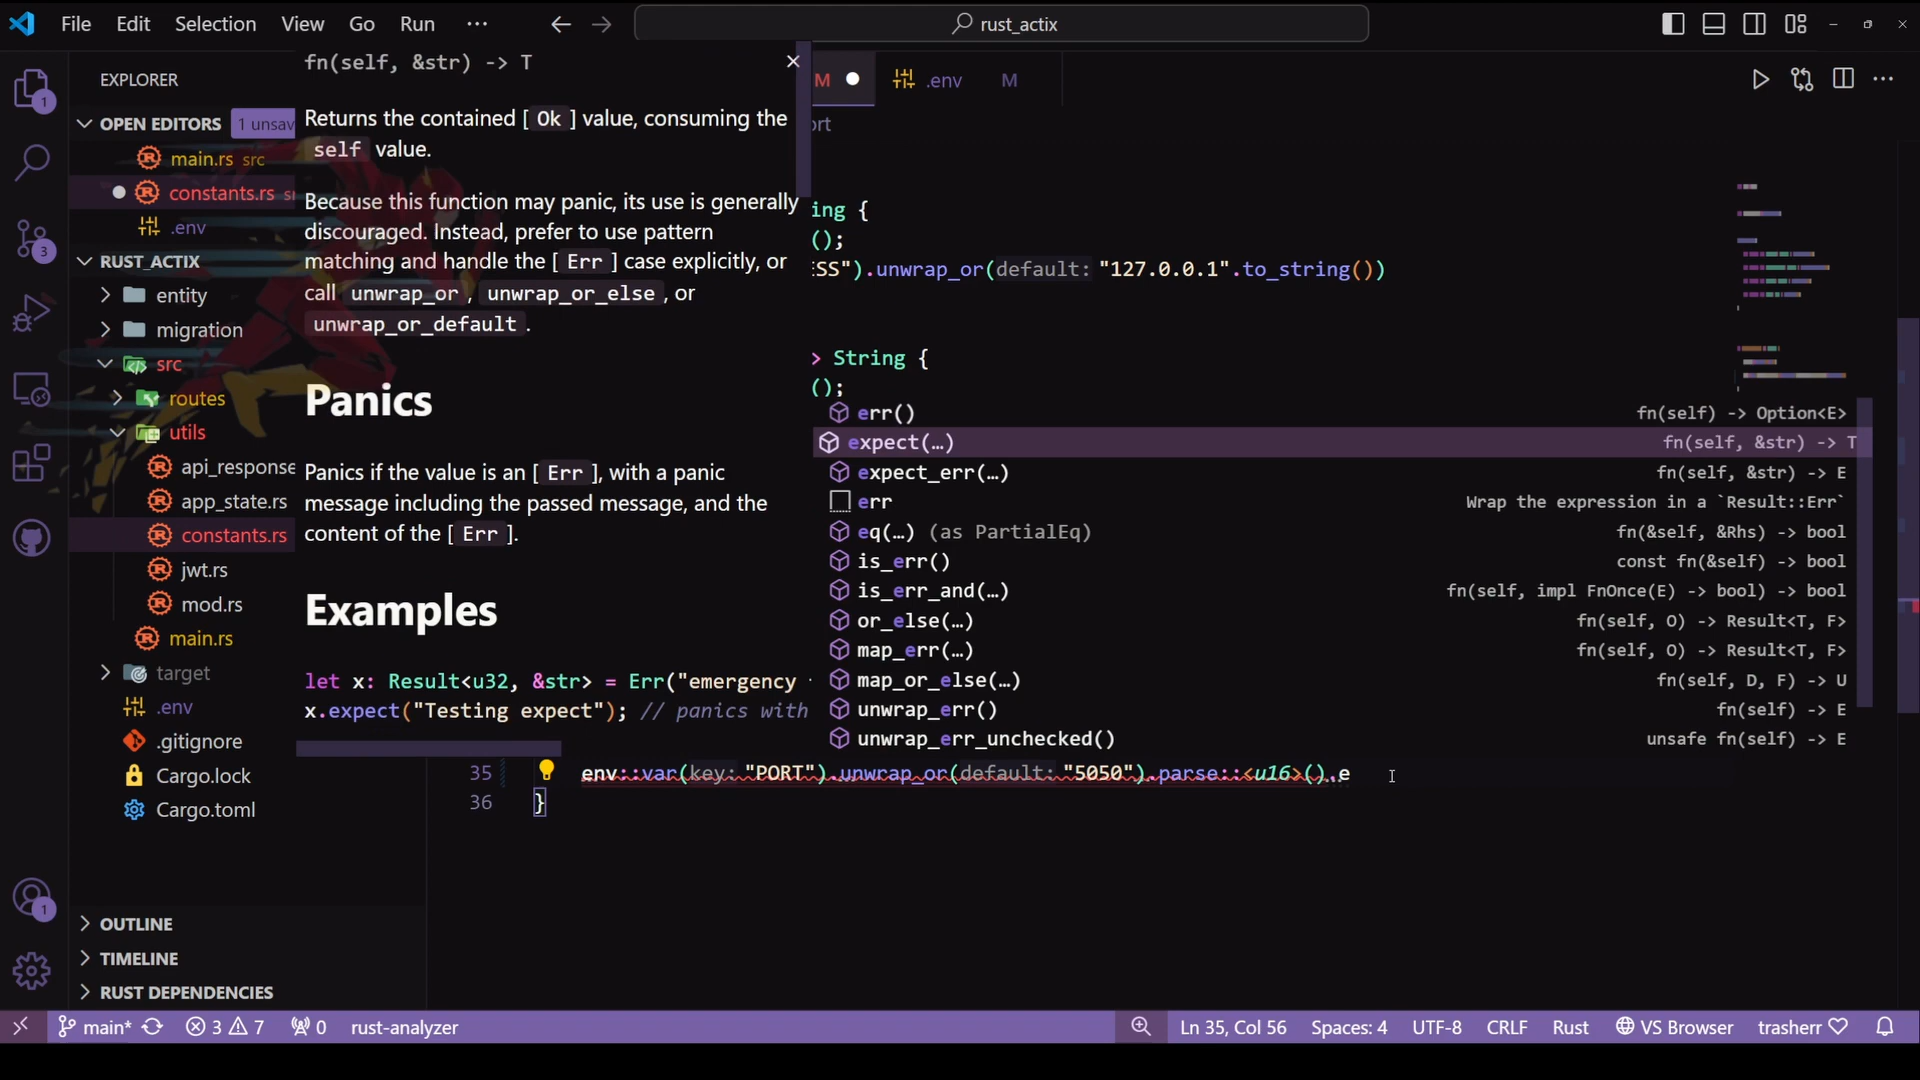 File Edit Selection View Go Run ···
rust_actix
EXPLORER
OPEN EDITORS 1 unsav
main.rs src
constants.rs
.env
RUST_ACTIX
entity
migration
src
routes
utils
api_response
app_state.rs
constants.rs
jwt.rs
mod.rs
main.rs
target
.env
.gitignore
Cargo.lock
Cargo.toml
OUTLINE
TIMELINE
RUST DEPENDENCIES
1
3
1
fn(self, &str) -> T
Returns the contained [ Ok ] value, consuming the
self value.
Because this function may panic, its use is generally
discouraged. Instead, prefer to use pattern
matching and handle the [ Err ] case explicitly, or
call unwrap_or, unwrap_or_else, or
unwrap_or_default.
Panics
Panics if the value is an [ Err ], with a panic
message including the passed message, and the
content of the [ Err ].
Examples
let x: Result<u32, &str> = Err("emergency
x.expect("Testing expect"); // panics with
M .env M
ort
ing {
();
ESS").unwrap_or(default: "127.0.0.1".to_string())
> String {
();
err() fn(self) -> Option<E>
expect(…) fn(self, &str) -> T
expect_err(…) fn(self, &str) -> E
err Wrap the expression in a `Result::Err`
eq(…) (as PartialEq) fn(&self, &Rhs) -> bool
is_err() const fn(&self) -> bool
is_err_and(…) fn(self, impl FnOnce(E) -> bool) -> bool
or_else(…) fn(self, O) -> Result<T, F>
map_err(…) fn(self, O) -> Result<T, F>
map_or_else(…) fn(self, D, F) -> U
unwrap_err() fn(self) -> E
unwrap_err_unchecked() unsafe fn(self) -> E
35 env::var(key: "PORT").unwrap_or(default: "5050").parse::<u16>().e
36 }
main* 3 7 0 rust-analyzer Ln 35, Col 56 Spaces: 4 UTF-8 CRLF Rust VS Browser trasherr